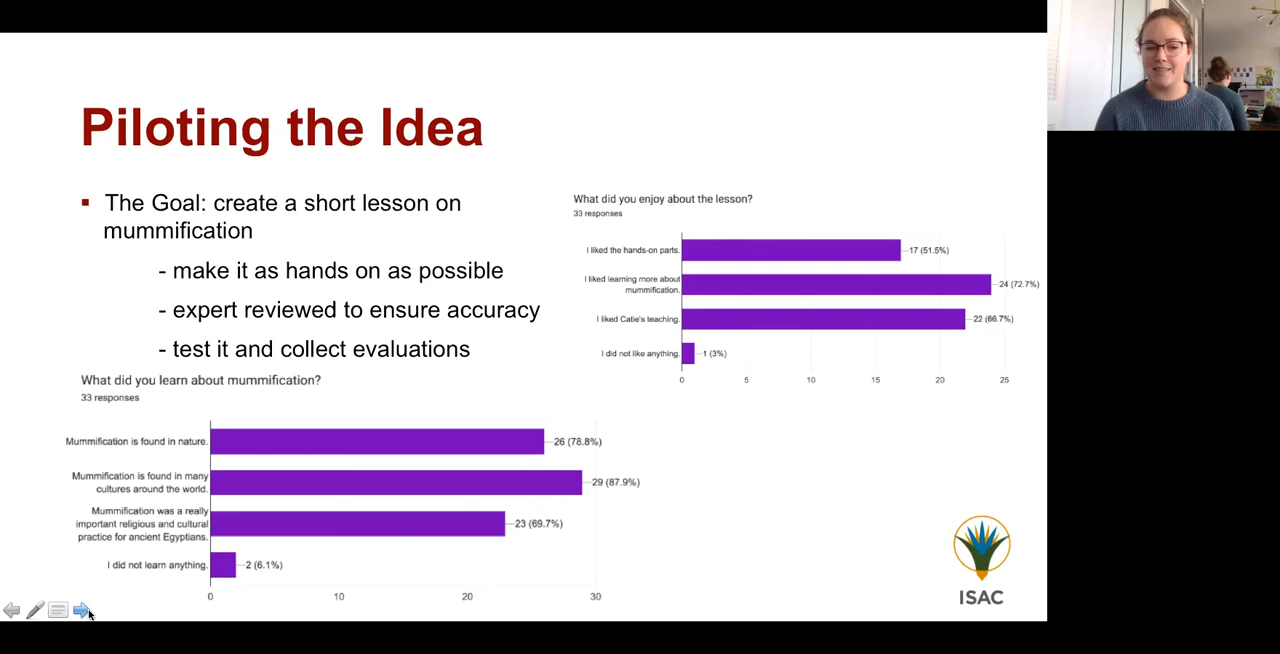 Piloting the Idea
The Goal: create a short lesson on
mummification
- make it as hands on as possible
- expert reviewed to ensure accuracy
- test it and collect evaluations
What did you enjoy about the lesson?
33 responses
I liked the hands-on parts.
17 (51.5%)
I liked learning more about
mummification.
24 (72.7%)
I liked Catie's teaching.
22 (66.7%)
I did not like anything.
1 (3%)
0 5 10 15 20 25
What did you learn about mummification?
33 responses
Mummification is found in nature.
26 (78.8%)
Mummification is found in many
cultures around the world.
29 (87.9%)
Mummification was a really
important religious and cultural
practice for ancient Egyptians.
23 (69.7%)
I did not learn anything.
2 (6.1%)
0 10 20 30
ISAC